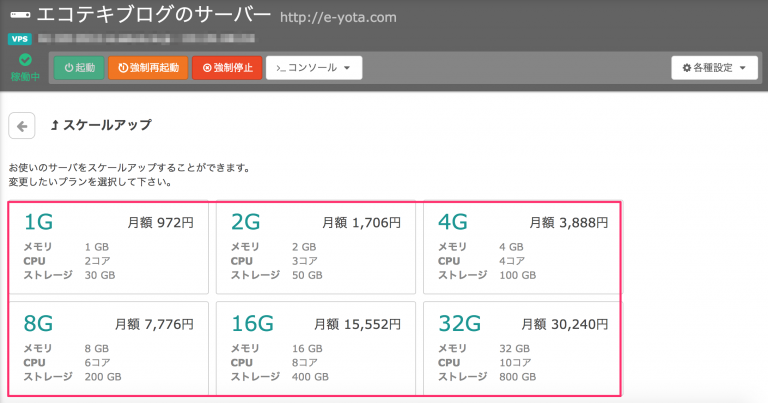 エコテキブログのサーバー http://e-yota.com
VPS
稼働中 起動 強制再起動 強制停止 >_ コンソール 各種設定
スケールアップ
お使いのサーバをスケールアップすることができます。
変更したいプランを選択して下さい。
1G 月額 972円
メモリ 1 GB
CPU 2コア
ストレージ 30 GB
2G 月額 1,706円
メモリ 2 GB
CPU 3コア
ストレージ 50 GB
4G 月額 3,888円
メモリ 4 GB
CPU 4コア
ストレージ 100 GB
8G 月額 7,776円
メモリ 8 GB
CPU 6コア
ストレージ 200 GB
16G 月額 15,552円
メモリ 16 GB
CPU 8コア
ストレージ 400 GB
32G 月額 30,240円
メモリ 32 GB
CPU 10コア
ストレージ 800 GB